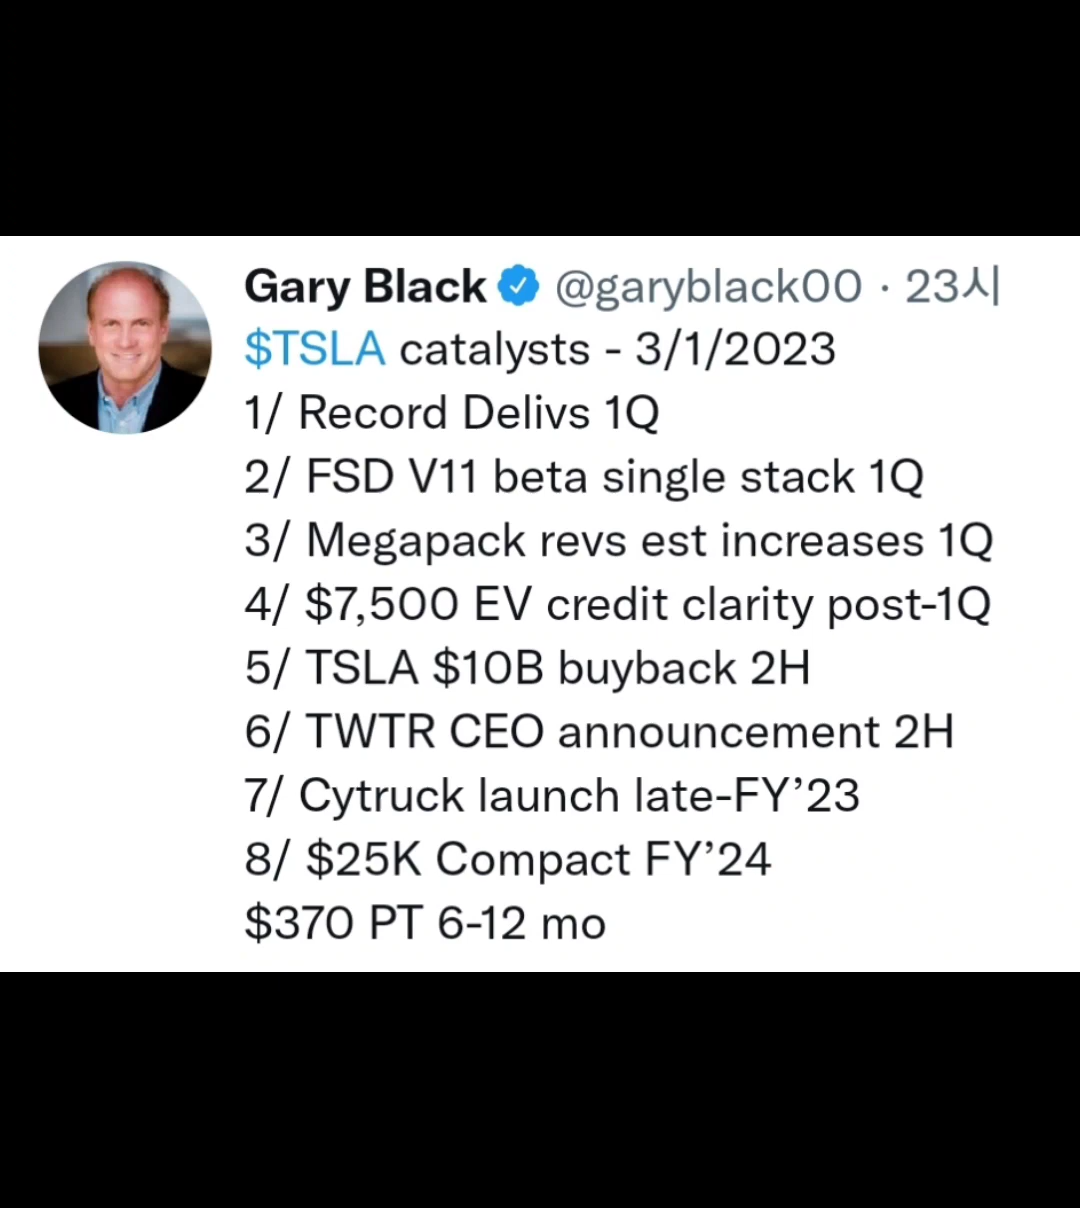 Gary Black @garyblack00 · 23시
$TSLA catalysts - 3/1/2023
1/ Record Delivs 1Q
2/ FSD V11 beta single stack 1Q
3/ Megapack revs est increases 1Q
4/ $7,500 EV credit clarity post-1Q
5/ TSLA $10B buyback 2H
6/ TWTR CEO announcement 2H
7/ Cytruck launch late-FY’23
8/ $25K Compact FY’24
$370 PT 6-12 mo